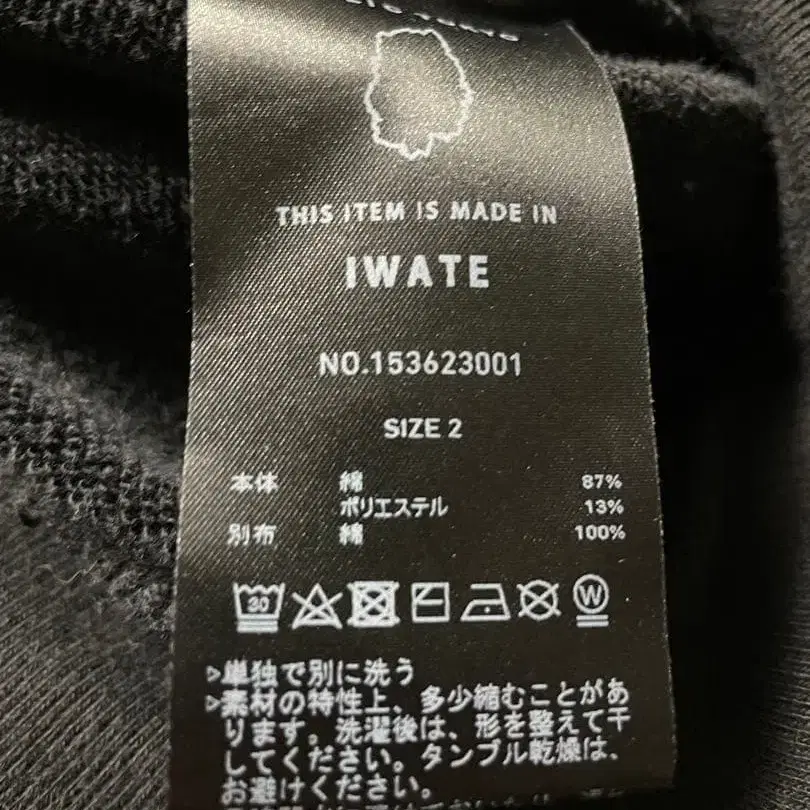 THIS ITEM IS MADE IN
IWATE
NO.153623001
SIZE 2
本体 綿 87%
ポリエステル 13%
別布 綿 100%
30 W
▷単独で別に洗う
▷素材の特性上、多少縮むことがあ
ります。洗濯後は、形を整えて干
してください。タンブル乾燥は、
お避けください。